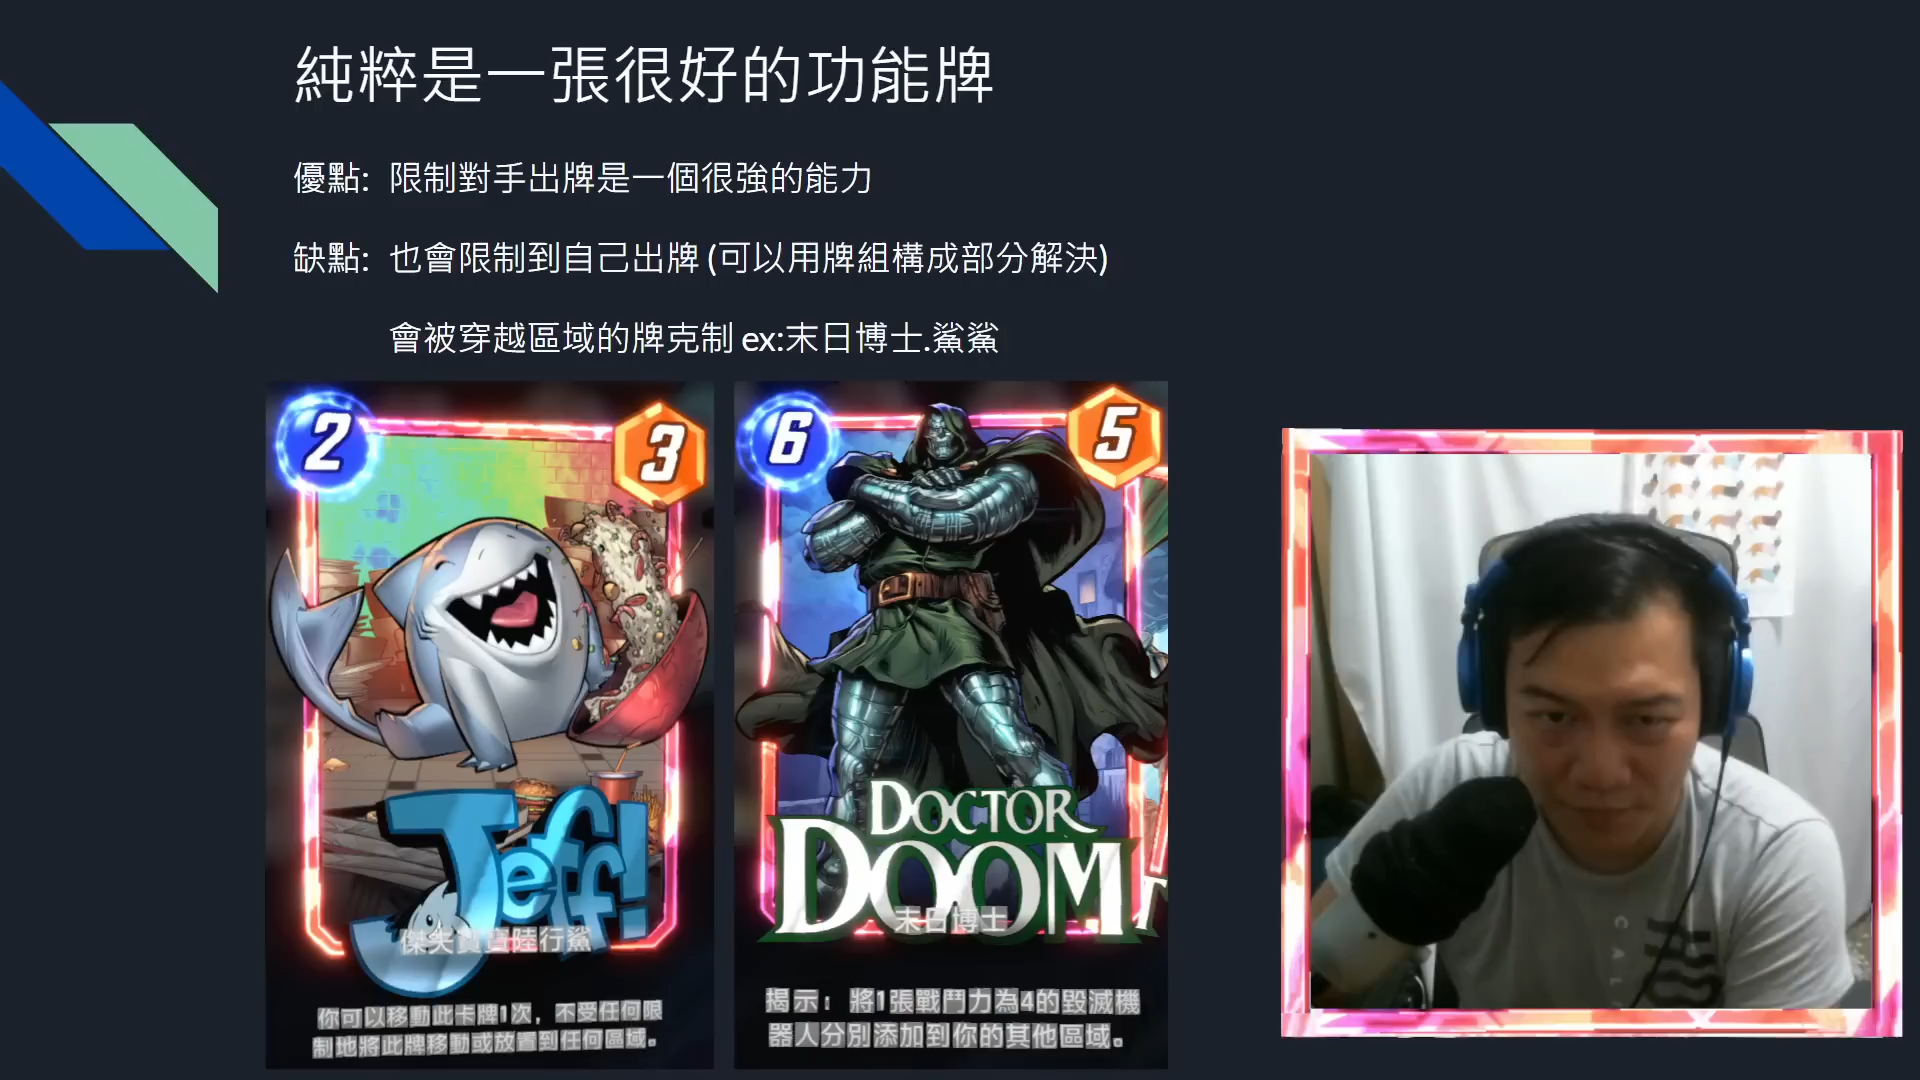 純粹是一張很好的功能牌
優點: 限制對手出牌是一個很強的能力
缺點: 也會限制到自己出牌 (可以用牌組構成部分解決)
會被穿越區域的牌克制 ex:末日博士.鯊鯊
2
3
Jeff!
傑夫寶寶陸行鯊
你可以移動此卡牌1次，不受任何限
制地將此牌移動或放置到任何區域。
6
5
DOCTOR
DOOM
末日博士
揭示：將1張戰鬥力為4的毀滅機
器人分別添加到你的其他區域。